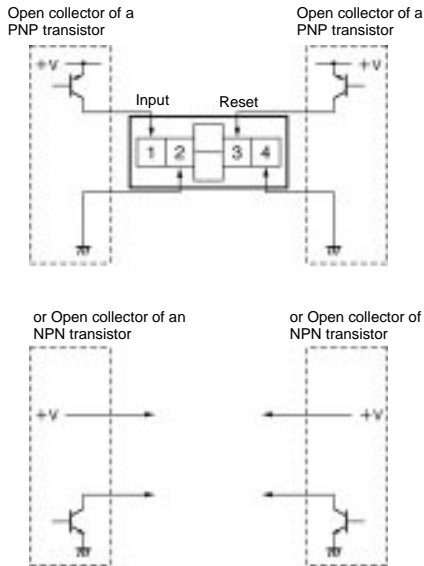 Open collector of a
PNP transistor
Open collector of a
PNP transistor
+V
+V
Input
Reset
1 2 3 4
or Open collector of an
NPN transistor
or Open collector of
NPN transistor
+V
+V